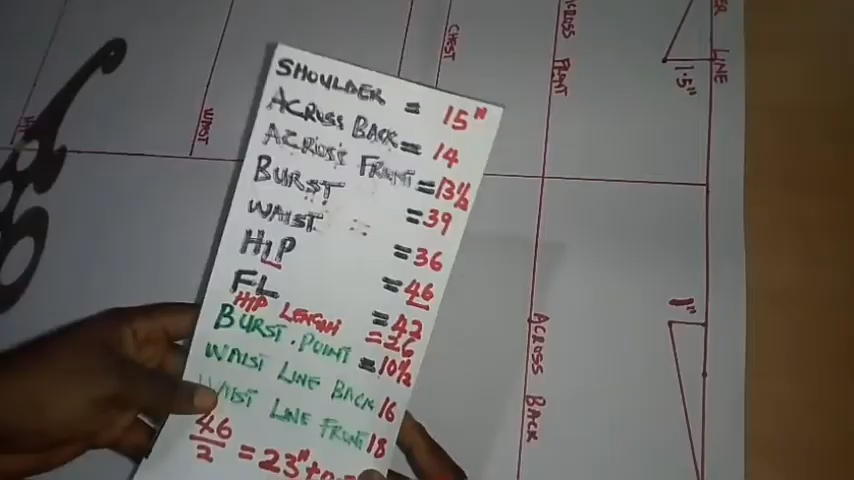 SHOULDER = 15"
ACROSS BACK = 14
ACROSS FRONT = 13½
BURST = 39
WAIST = 36
HIP = 46
FL = 42
HIP LENGTH = 26
BURST. POINT = 10½
WAIST LINE BACK 16
WAIST LINE FRONT 18
46/2 = 23"+
WAIST
CHEST
ACROSS FRONT
LINE
1.5"
1"
ACROSS BACK